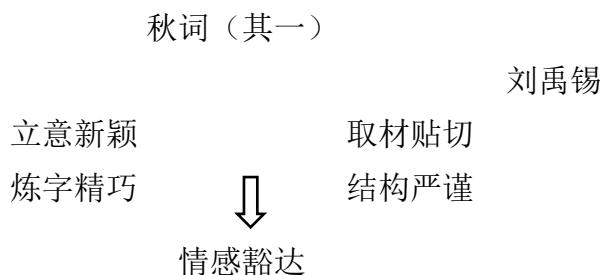 秋词（其一）
刘禹锡
立意新颖 取材贴切
炼字精巧 结构严谨
情感豁达